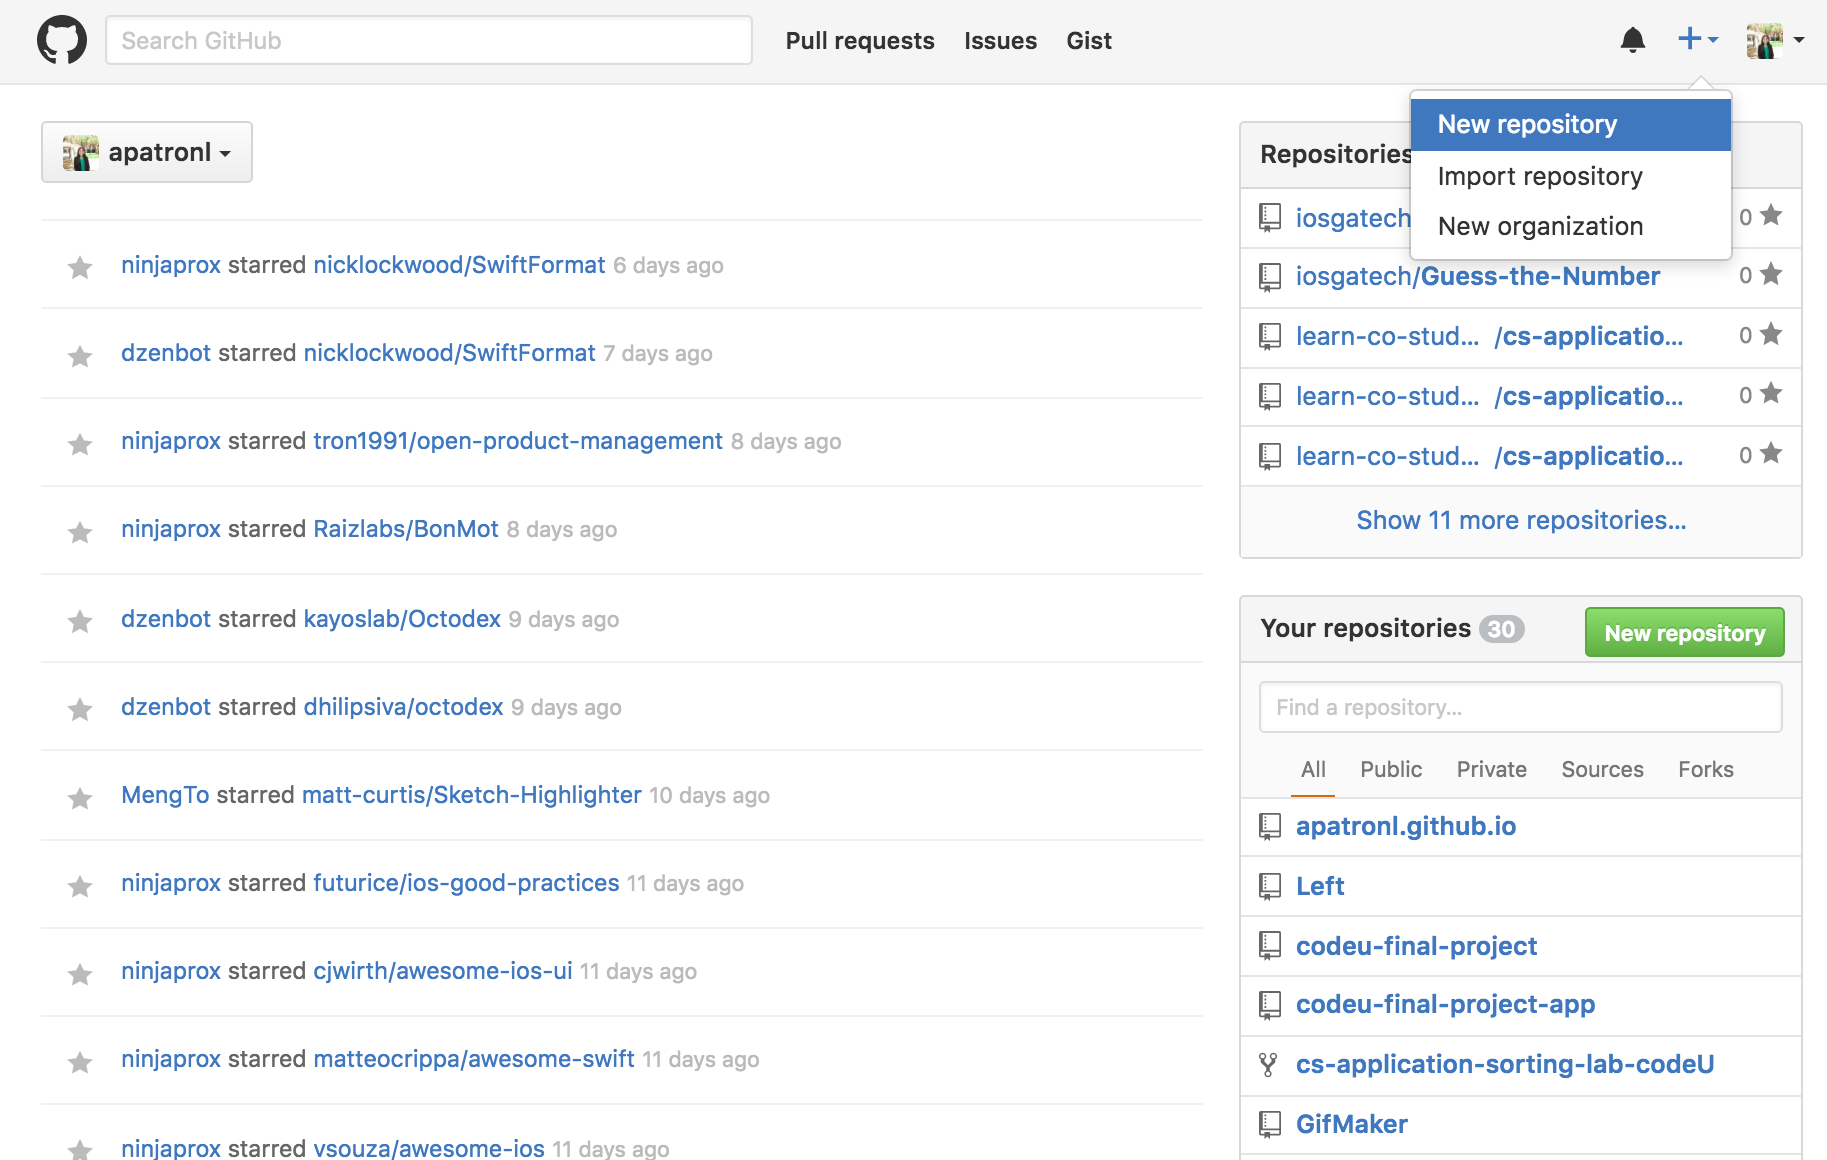 Search GitHub
Pull requests
Issues
Gist
New repository
Import repository
New organization
apatronl
ninjaprox starred nicklockwood/SwiftFormat 6 days ago
dzenbot starred nicklockwood/SwiftFormat 7 days ago
ninjaprox starred tron1991/open-product-management 8 days ago
ninjaprox starred Raizlabs/BonMot 8 days ago
dzenbot starred kayoslab/Octodex 9 days ago
dzenbot starred dhilipsiva/octodex 9 days ago
MengTo starred matt-curtis/Sketch-Highlighter 10 days ago
ninjaprox starred futurice/ios-good-practices 11 days ago
ninjaprox starred cjwirth/awesome-ios-ui 11 days ago
ninjaprox starred matteocrippa/awesome-swift 11 days ago
ninjaprox starred vsouza/awesome-ios 11 days ago
Repositories
iosgatech 0
iosgatech/Guess-the-Number 0
learn-co-stud... /cs-applicatio... 0
learn-co-stud... /cs-applicatio... 0
learn-co-stud... /cs-applicatio... 0
Show 11 more repositories...
Your repositories 30
New repository
Find a repository...
All Public Private Sources Forks
apatronl.github.io
Left
codeu-final-project
codeu-final-project-app
cs-application-sorting-lab-codeU
GifMaker